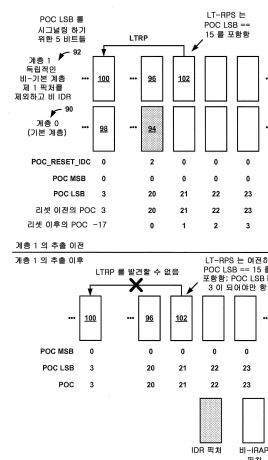 POC LSB 를
시그널링 하기
위한 5 비트들
92
계층 1
독립적인
비-기본 계층
제 1 픽처를
제외하고 비 IDR
90
계층 0
(기본 계층)
LTRP
LT-RPS 는
POC LSB ==
15 를 포함함
... 100 ... 96 102
... 98 ... 94
POC_RESET_IDC 0 2 0 0 0
POC MSB 0 0 0 0 0
POC LSB 3 20 21 22 23
리셋 이전의 POC 3 20 21 22 23
리셋 이후의 POC -17 0 1 2 3
계층 1 의 추출 이전
계층 1 의 추출 이후
LTRP 를 발견할 수 없음
LT-RPS 는 여전히
POC LSB == 15 를
포함함; POC LSB
3 이 되어야만 함
... 100 ... 96 102
POC MSB 0 0 0 0 0
POC LSB 3 20 21 22 23
POC 3 20 21 22 23
IDR 픽처
비-IRAP
픽처